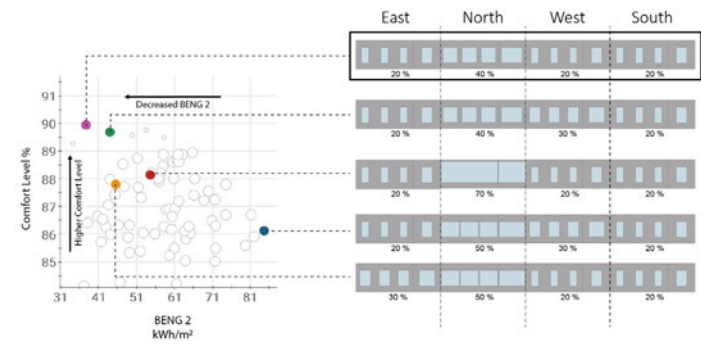 East North West South
20 % 40 % 20 % 20 %
20 % 40 % 30 % 20 %
20 % 70 % 20 % 20 %
20 % 50 % 30 % 20 %
30 % 50 % 20 % 20 %
Comfort Level %
91
90
89
88
87
86
85
Decreased BENG 2
Higher Comfort Level
31 41 51 61 71 81
BENG 2
kWh/m²